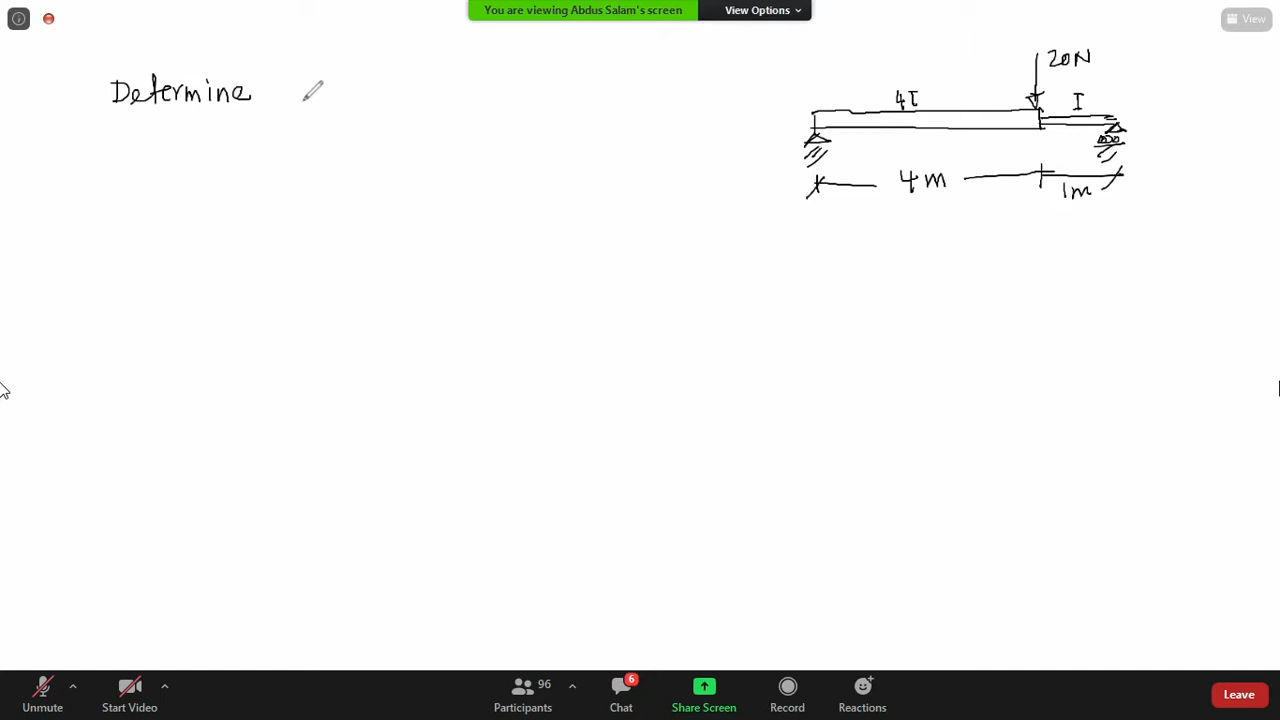 You are viewing Abdus Salam's screen View Options
View
Determine
20N
4I I
4m
1m
Unmute Start Video 96 Participants 6 Chat Share Screen Record Reactions Leave